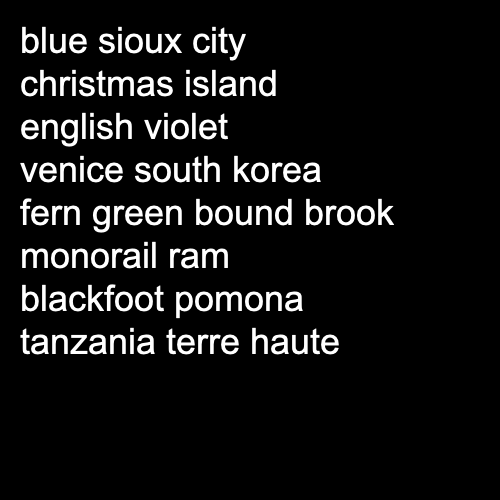 blue sioux city
christmas island
english violet
venice south korea
fern green bound brook
monorail ram
blackfoot pomona
tanzania terre haute